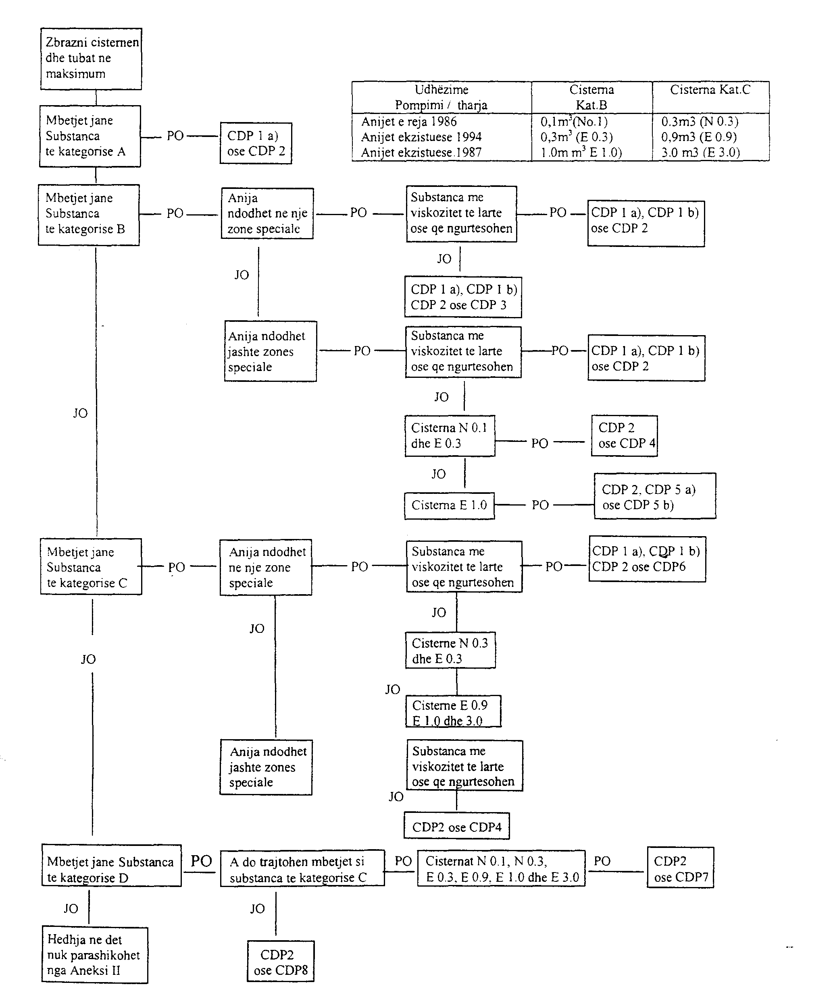 Zbrazni cisternen
dhe tubat ne
maksimum
Udhëzime
Pompimi / tharja
Cisterna
Kat.B
Cisterna Kat.C
Anijet e reja 1986
0,1m³(No.1)
0.3m3 (N 0.3)
Anijet ekzistuese 1994
0,3m³ (E 0.3)
0,9m3 (E 0.9)
Anijet ekzistuese.1987
1.0m m³ E 1.0)
3.0 m3 (E 3.0)
Mbetjet jane
Substanca
te kategorise A
PO
CDP 1 a)
ose CDP 2
Mbetjet jane
Substanca
te kategorise B
PO
Anija
ndodhet ne nje
zone speciale
PO
Substanca me
viskozitet te larte
ose qe ngurtesohen
PO
CDP 1 a), CDP 1 b)
ose CDP 2
JO
JO
CDP 1 a), CDP 1 b)
CDP 2 ose CDP 3
Anija ndodhet
jashte zones
speciale
PO
Substanca me
viskozitet te larte
ose qe ngurtesohen
PO
CDP 1 a), CDP 1 b)
ose CDP 2
JO
JO
Cisterna N 0.1
dhe E 0.3
PO
CDP 2
ose CDP 4
JO
Cisterna E 1.0
PO
CDP 2, CDP 5 a)
ose CDP 5 b)
Mbetjet jane
Substanca
te kategorise C
PO
Anija ndodhet
ne nje zone
speciale
PO
Substanca me
viskozitet te larte
ose qe ngurtesohen
PO
CDP 1 a), CDP 1 b)
CDP 2 ose CDP6
JO
JO
JO
Cisterne N 0.3
dhe E 0.3
JO
Cisterne E 0.9
E 1.0 dhe 3.0
Anija ndodhet
jashte zones
speciale
Substanca me
viskozitet te larte
ose qe ngurtesohen
JO
CDP2 ose CDP4
Mbetjet jane Substanca
te kategorise D
PO
A do trajtohen mbetjet si
substanca te kategorise C
PO
Cisternat N 0.1, N 0.3,
E 0.3, E 0.9, E 1.0 dhe E 3.0
PO
CDP2
ose CDP7
JO
JO
Hedhja ne det
nuk parashikohet
nga Aneksi II
CDP2
ose CDP8